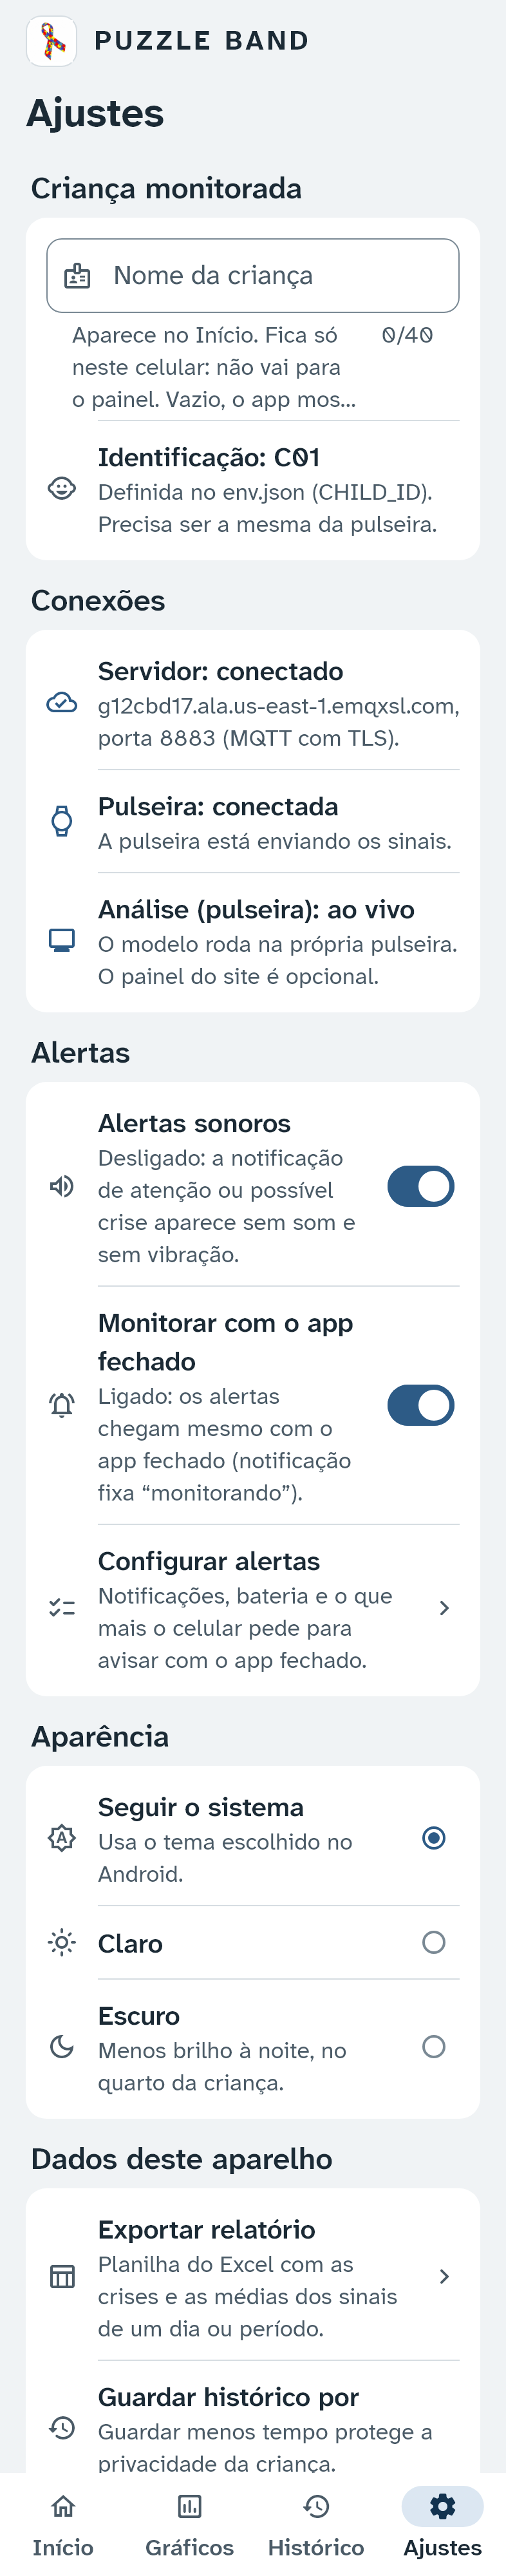 PUZZLE BAND
Ajustes
Criança monitorada
Nome da criança
Aparece no Início. Fica só
neste celular: não vai para
o painel. Vazio, o app mos...
0/40
Identificação: C01
Definida no env.json (CHILD_ID).
Precisa ser a mesma da pulseira.
Conexões
Servidor: conectado
g12cbd17.ala.us-east-1.emqxsl.com,
porta 8883 (MQTT com TLS).
Pulseira: conectada
A pulseira está enviando os sinais.
Análise (pulseira): ao vivo
O modelo roda na própria pulseira.
O painel do site é opcional.
Alertas
Alertas sonoros
Desligado: a notificação
de atenção ou possível
crise aparece sem som e
sem vibração.
Monitorar com o app
fechado
Ligado: os alertas
chegam mesmo com o
app fechado (notificação
fixa “monitorando”).
Configurar alertas
Notificações, bateria e o que
mais o celular pede para
avisar com o app fechado.
Aparência
Seguir o sistema
Usa o tema escolhido no
Android.
Claro
Escuro
Menos brilho à noite, no
quarto da criança.
Dados deste aparelho
Exportar relatório
Planilha do Excel com as
crises e as médias dos sinais
de um dia ou período.
Guardar histórico por
Guardar menos tempo protege a
privacidade da criança.
Início
Gráficos
Histórico
Ajustes